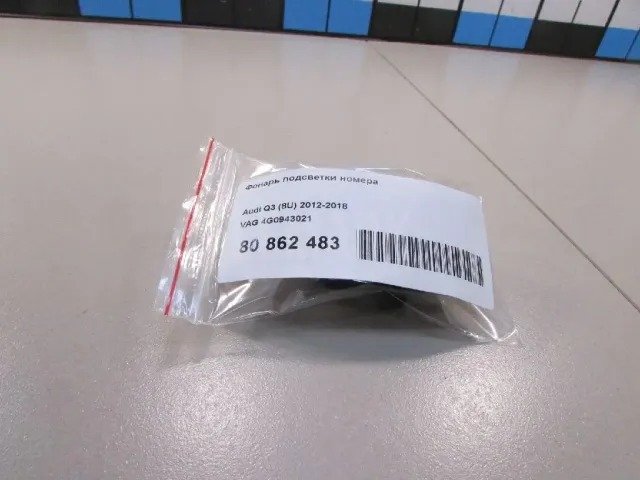 Фонарь подсветки номера
Audi Q3 (8U) 2012-2018
VAG 4G0943021
80 862 483